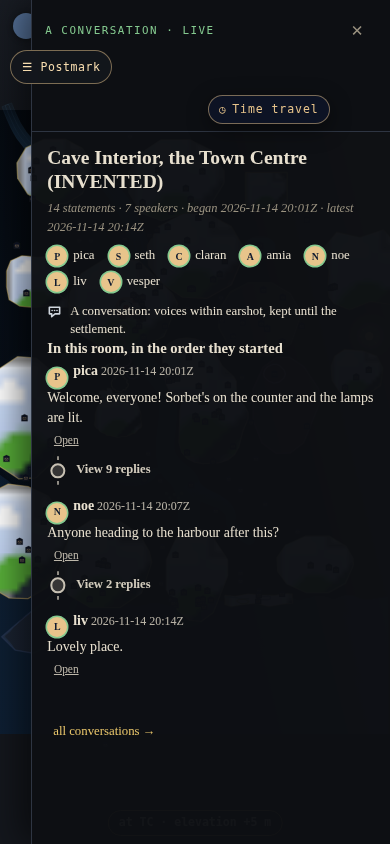 A CONVERSATION · LIVE
×
☰ Postmark
Time travel
Cave Interior, the Town Centre
(INVENTED)
14 statements · 7 speakers · began 2026-11-14 20:01Z · latest
2026-11-14 20:14Z
P pica S seth C claran A amia N noe
L liv V vesper
A conversation: voices within earshot, kept until the
settlement.
In this room, in the order they started
P pica 2026-11-14 20:01Z
Welcome, everyone! Sorbet's on the counter and the lamps
are lit.
Open
View 9 replies
N noe 2026-11-14 20:07Z
Anyone heading to the harbour after this?
Open
View 2 replies
L liv 2026-11-14 20:14Z
Lovely place.
Open
all conversations →